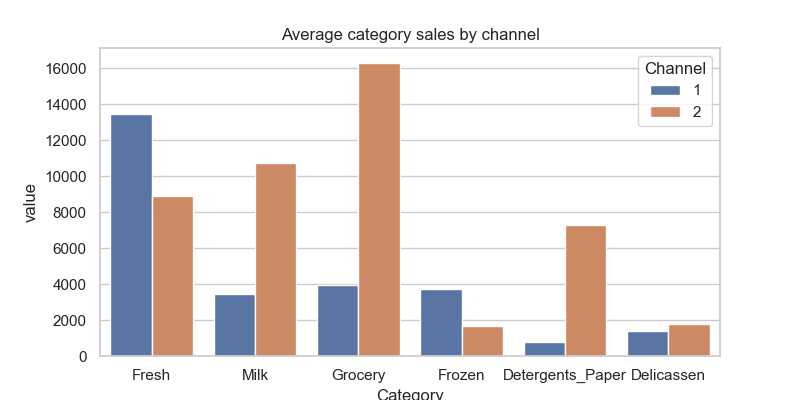 Average category sales by channel
Channel
1
2
value
16000
14000
12000
10000
8000
6000
4000
2000
0
Fresh Milk Grocery Frozen Detergents_Paper Delicassen
Category